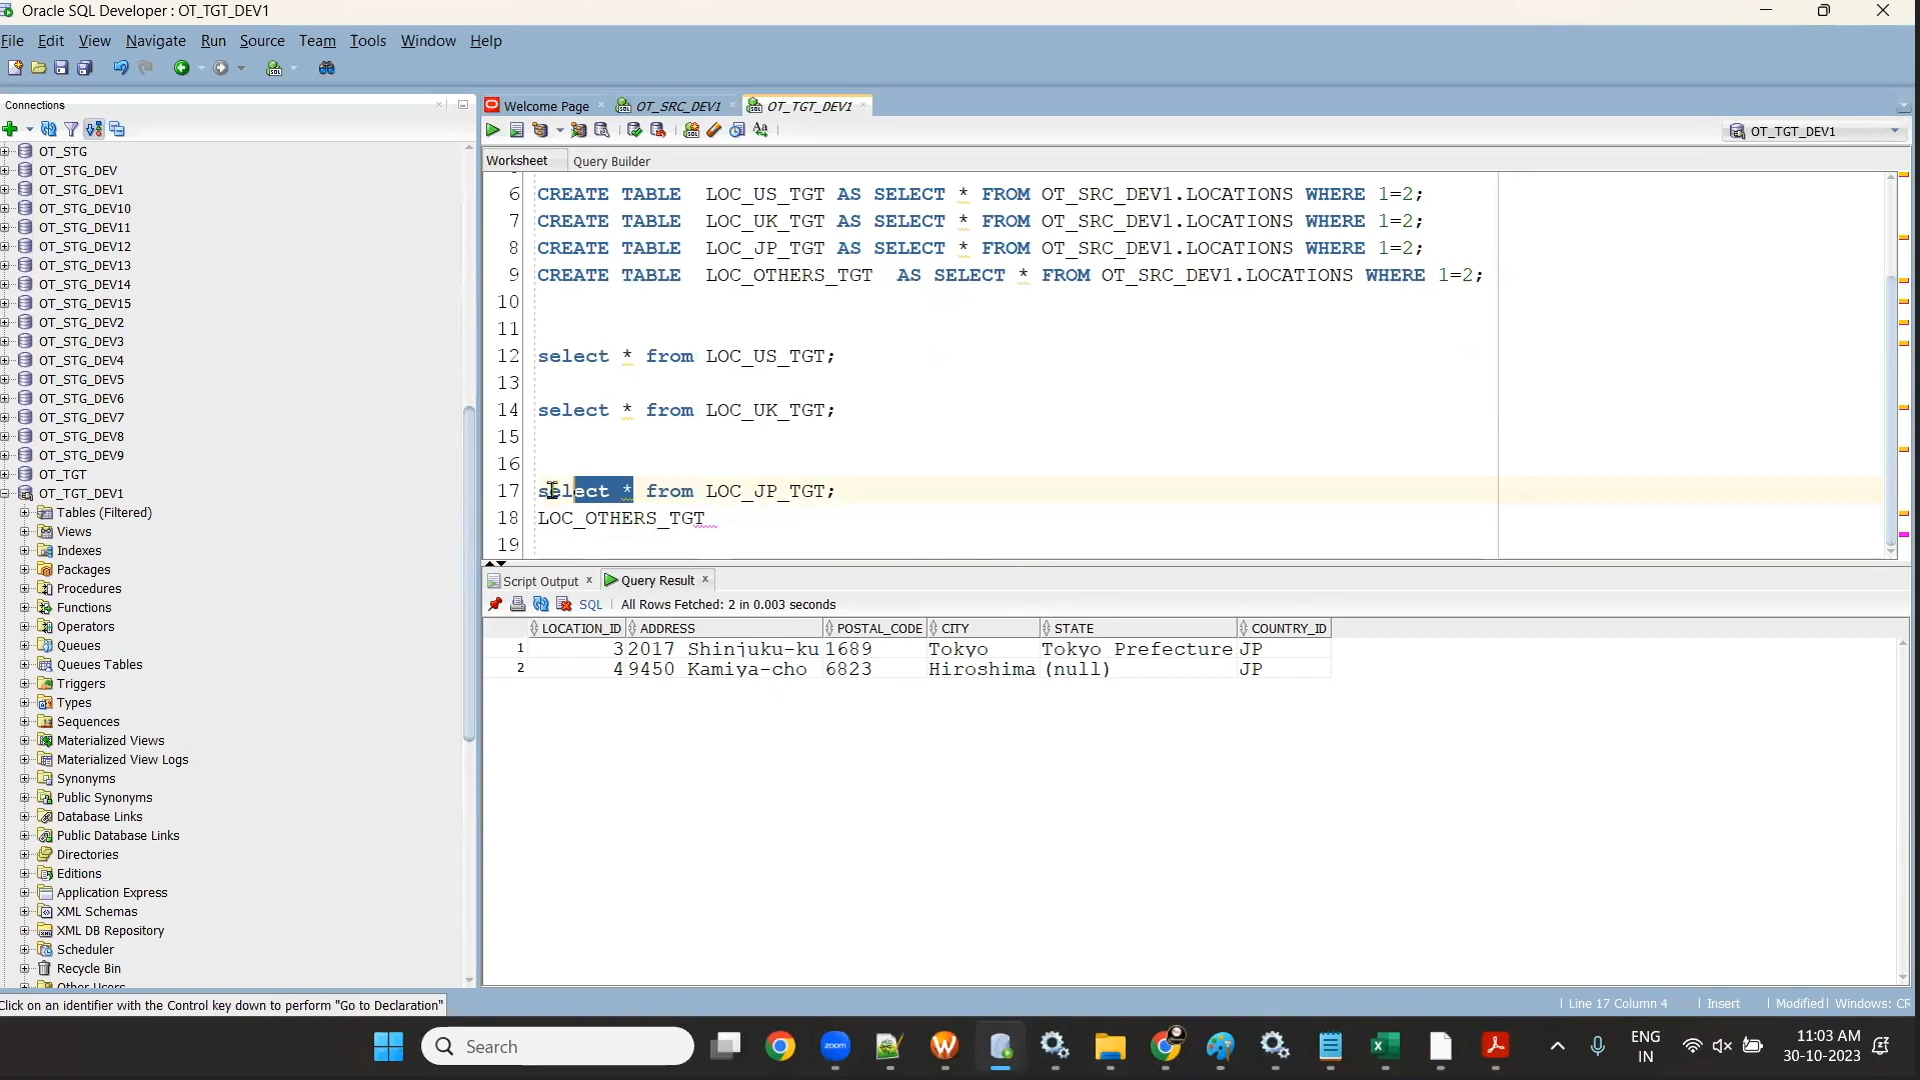 Oracle SQL Developer : OT_TGT_DEV1
File Edit View Navigate Run Source Team Tools Window Help
Connections
OT_STG
OT_STG_DEV
OT_STG_DEV1
OT_STG_DEV10
OT_STG_DEV11
OT_STG_DEV12
OT_STG_DEV13
OT_STG_DEV14
OT_STG_DEV15
OT_STG_DEV2
OT_STG_DEV3
OT_STG_DEV4
OT_STG_DEV5
OT_STG_DEV6
OT_STG_DEV7
OT_STG_DEV8
OT_STG_DEV9
OT_TGT
OT_TGT_DEV1
Tables (Filtered)
Views
Indexes
Packages
Procedures
Functions
Operators
Queues
Queues Tables
Triggers
Types
Sequences
Materialized Views
Materialized View Logs
Synonyms
Public Synonyms
Database Links
Public Database Links
Directories
Editions
Application Express
XML Schemas
XML DB Repository
Scheduler
Recycle Bin
Other Users
Welcome Page OT_SRC_DEV1 OT_TGT_DEV1
OT_TGT_DEV1
Worksheet Query Builder
6 CREATE TABLE LOC_US_TGT AS SELECT * FROM OT_SRC_DEV1.LOCATIONS WHERE 1=2;
7 CREATE TABLE LOC_UK_TGT AS SELECT * FROM OT_SRC_DEV1.LOCATIONS WHERE 1=2;
8 CREATE TABLE LOC_JP_TGT AS SELECT * FROM OT_SRC_DEV1.LOCATIONS WHERE 1=2;
9 CREATE TABLE LOC_OTHERS_TGT AS SELECT * FROM OT_SRC_DEV1.LOCATIONS WHERE 1=2;
10
11
12 select * from LOC_US_TGT;
13
14 select * from LOC_UK_TGT;
15
16
17 select * from LOC_JP_TGT;
18 LOC_OTHERS_TGT
19
Script Output Query Result
SQL All Rows Fetched: 2 in 0.003 seconds
LOCATION_ID ADDRESS POSTAL_CODE CITY STATE COUNTRY_ID
1 3 2017 Shinjuku-ku 1689 Tokyo Tokyo Prefecture JP
2 4 9450 Kamiya-cho 6823 Hiroshima (null) JP
Click on an identifier with the Control key down to perform "Go to Declaration"
Line 17 Column 4 Insert Modified Windows: CR
Search
zoom
ENG
IN
11:03 AM
30-10-2023